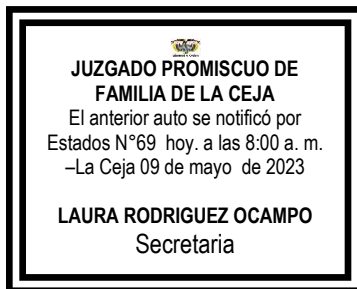 JUZGADO PROMISCUO DE
FAMILIA DE LA CEJA
El anterior auto se notificó por
Estados N°69 hoy. a las 8:00 a. m.
–La Ceja 09 de mayo de 2023
LAURA RODRIGUEZ OCAMPO
Secretaria